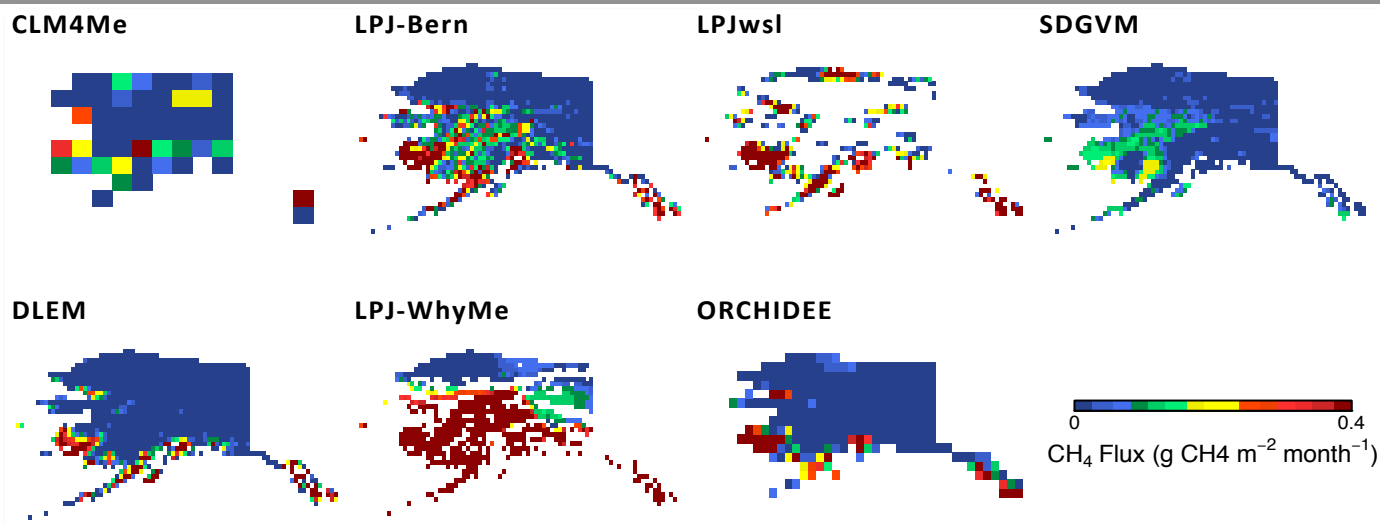 CLM4Me LPJ-Bern LPJwsl SDGVM
DLEM LPJ-WhyMe ORCHIDEE
0 0.4
CH₄ Flux (g CH4 m⁻² month⁻¹)